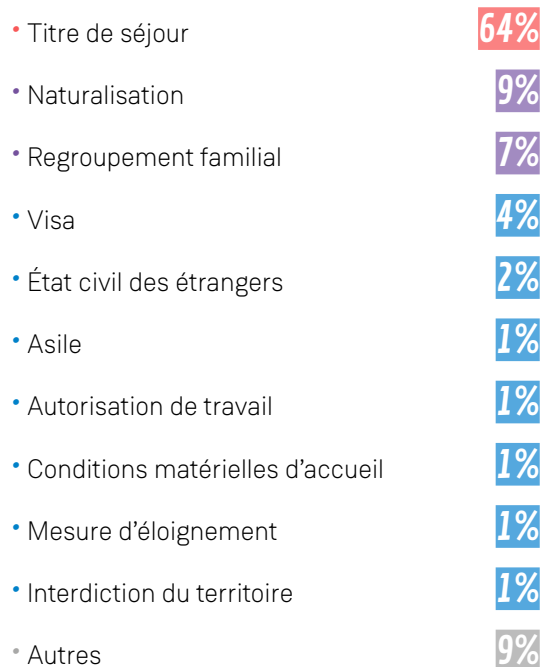 • Titre de séjour 64%
• Naturalisation 9%
• Regroupement familial 7%
• Visa 4%
• État civil des étrangers 2%
• Asile 1%
• Autorisation de travail 1%
• Conditions matérielles d’accueil 1%
• Mesure d’éloignement 1%
• Interdiction du territoire 1%
• Autres 9%